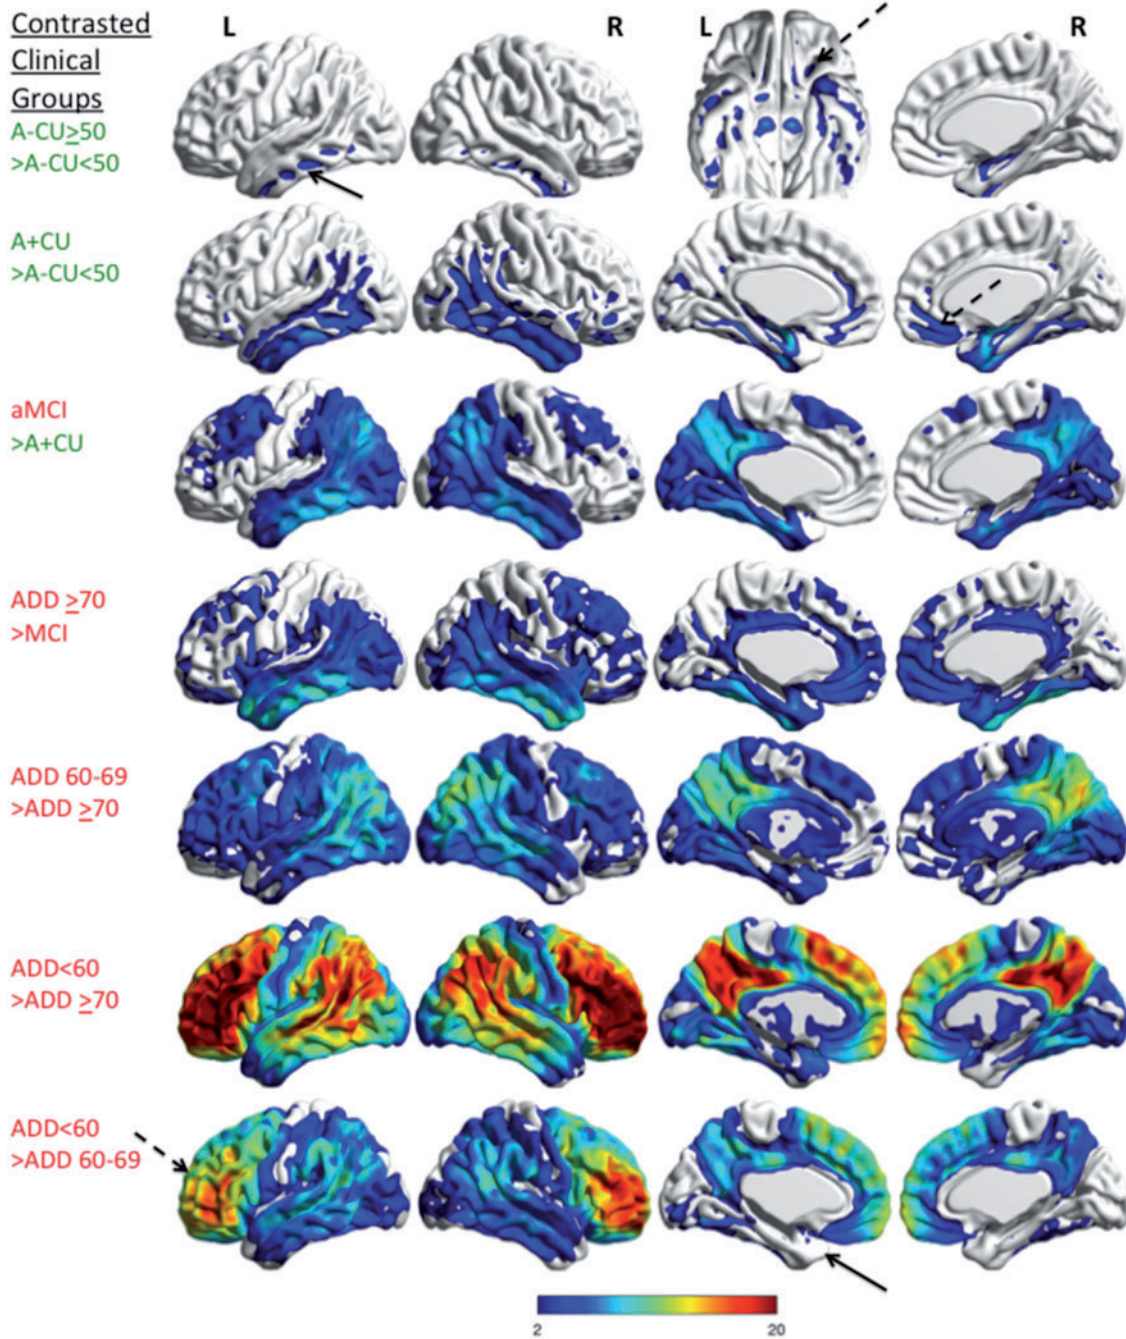 Contrasted
Clinical
Groups
L R L R
A-CU≥50
>A-CU<50
A+CU
>A-CU<50
aMCI
>A+CU
ADD ≥70
>MCI
ADD 60-69
>ADD ≥70
ADD<60
>ADD ≥70
ADD<60
>ADD 60-69
2 20